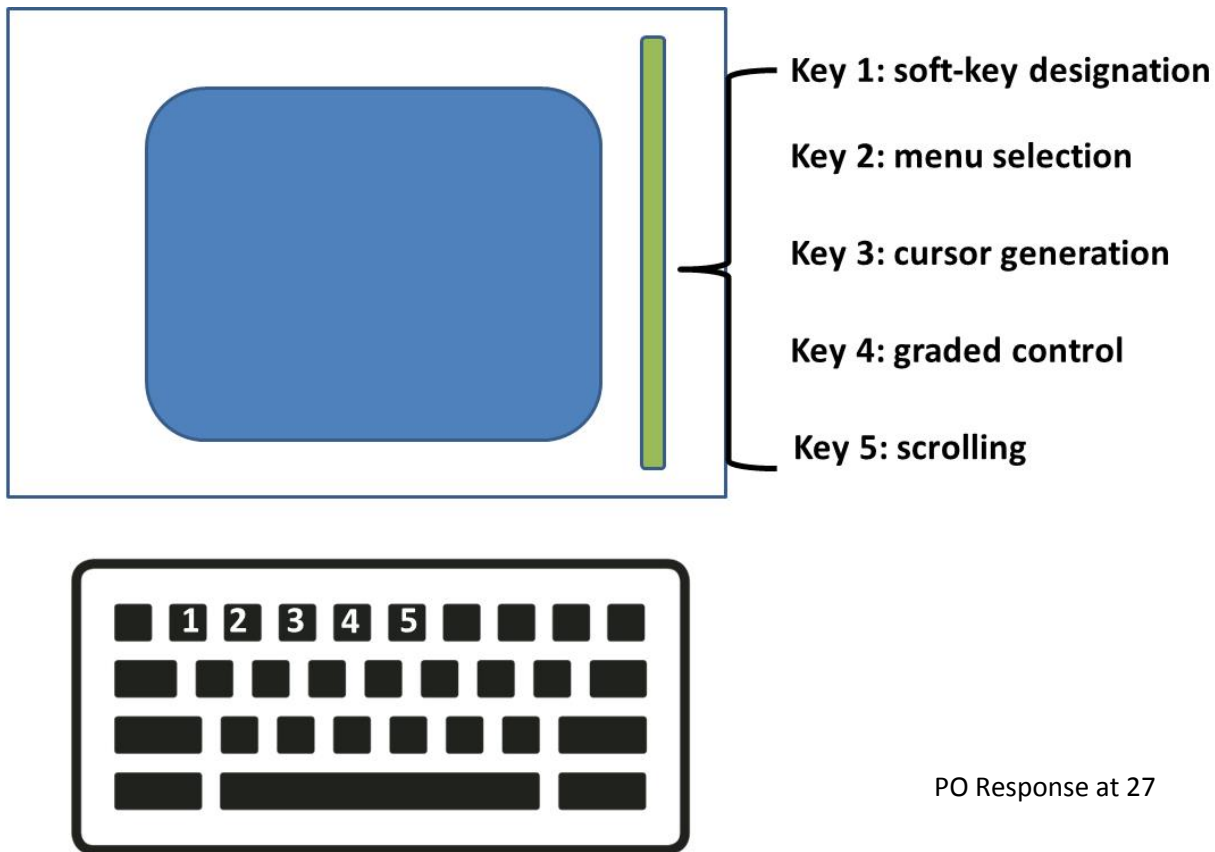 Key 1: soft-key designation
Key 2: menu selection
Key 3: cursor generation
Key 4: graded control
Key 5: scrolling
1 2 3 4 5
PO Response at 27